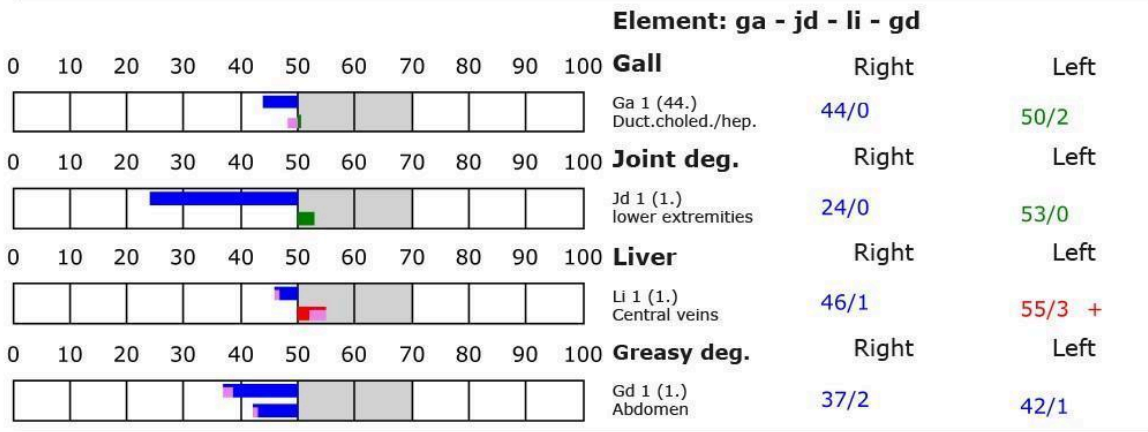 Element: ga - jd - li - gd
0 10 20 30 40 50 60 70 80 90 100 Gall Right Left
Ga 1 (44.) 44/0 50/2
Duct.choled./hep.
0 10 20 30 40 50 60 70 80 90 100 Joint deg. Right Left
Jd 1 (1.) 24/0 53/0
lower extremities
0 10 20 30 40 50 60 70 80 90 100 Liver Right Left
Li 1 (1.) 46/1 55/3 +
Central veins
0 10 20 30 40 50 60 70 80 90 100 Greasy deg. Right Left
Gd 1 (1.) 37/2 42/1
Abdomen